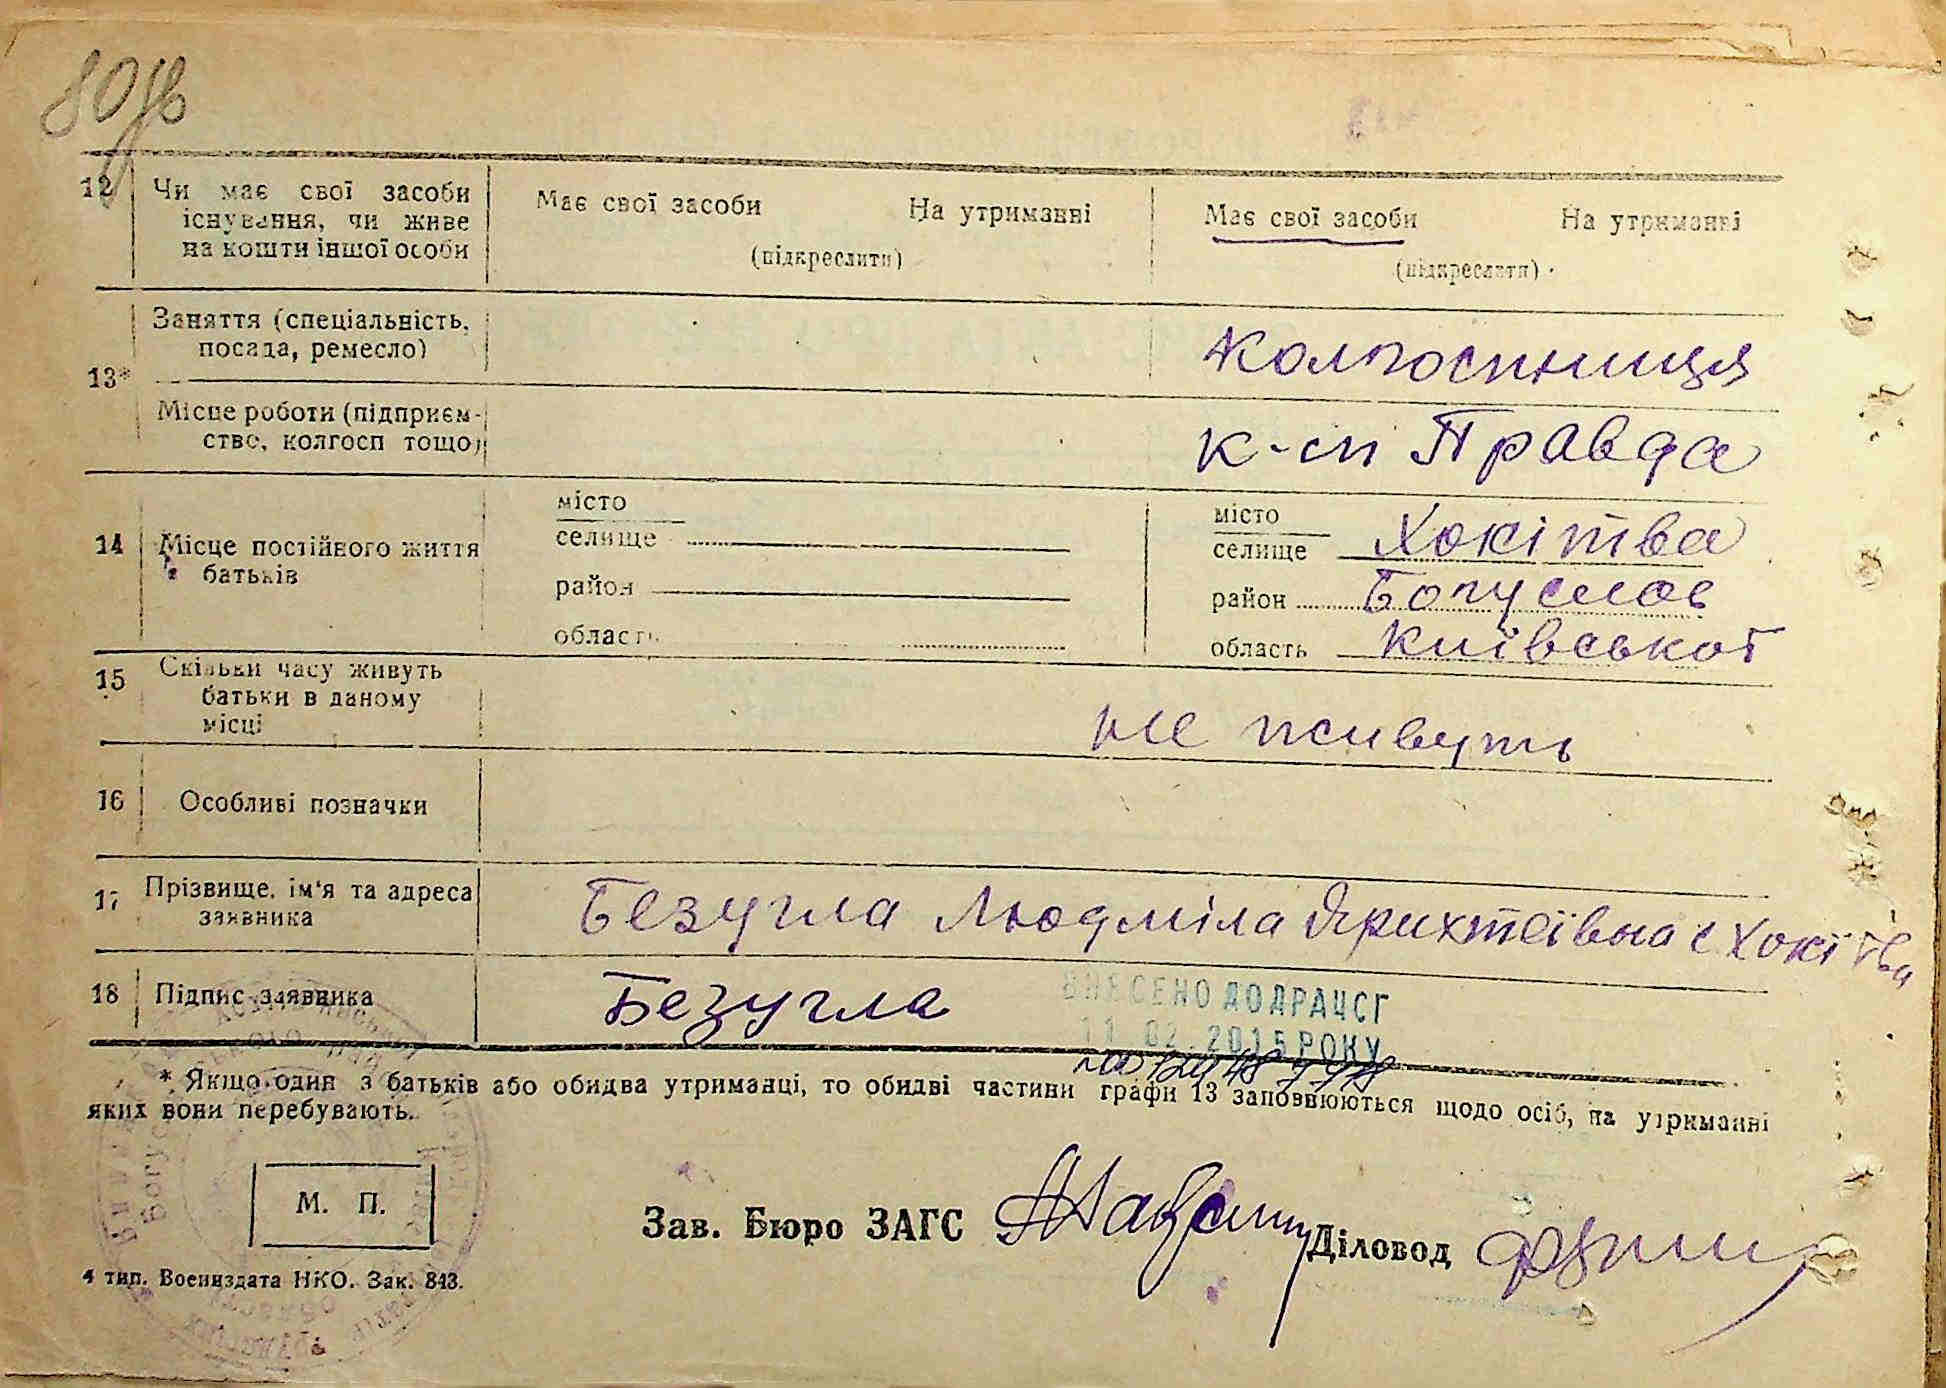 80
12 Чи має свої засоби існування, чи живе на кошти іншої особи
Має свої засоби На утриманні
(підкреслити)
Має свої засоби На утриманні
(підкреслити)
13* Заняття (спеціальність, посада, ремесло)
колгоспниця
Місце роботи (підприємство, колгосп тощо)
к-сп Правда
14 Місце постійного життя батьків
місто
селище
район
область
місто
селище Хохітва
район Богуслав
область Київської
15 Скільки часу живуть батьки в даному місці
не живуть
16 Особливі позначки
17 Прізвище, ім'я та адреса заявника
Безугла Людміла с Хохітва
18 Підпис заявника
Безугла
ВНЕСЕНО ДО ДРАЦСГ
11.02.2015 РОКУ
* Якщо один з батьків або обидва утриманці, то обидві частини графи 13 заповнюються щодо осіб, на утриманні
яких вони перебувають.
М. П.
Зав. Бюро ЗАГС
Діловод
4 тип. Воениздата НКО. Зак. 843.